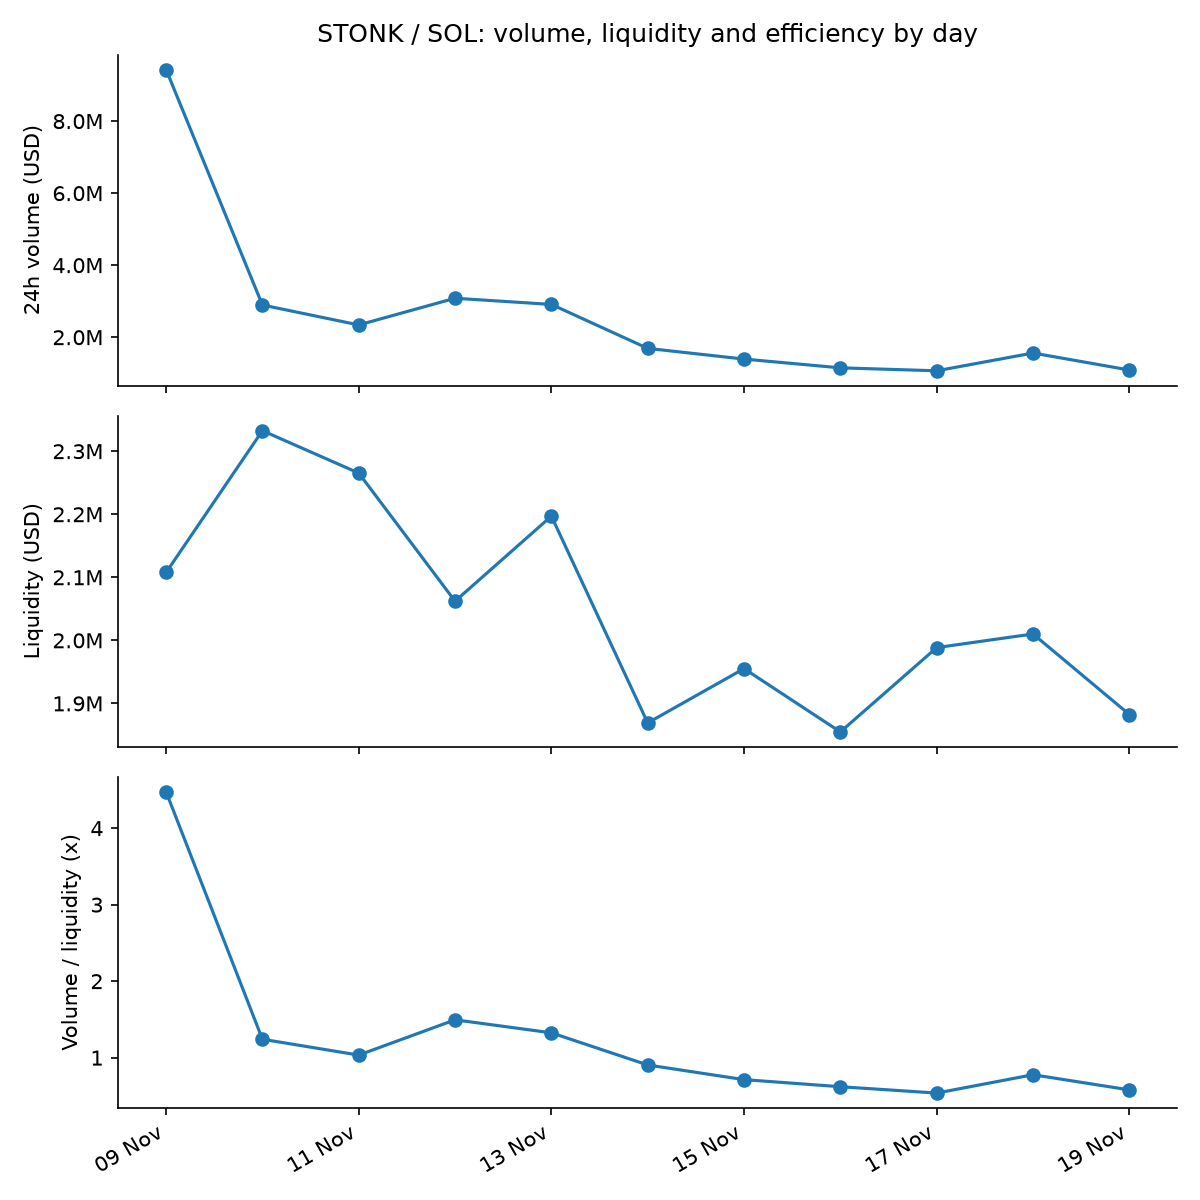 STONK / SOL: volume, liquidity and efficiency by day
24h volume (USD)
8.0M
6.0M
4.0M
2.0M
Liquidity (USD)
2.3M
2.2M
2.1M
2.0M
1.9M
Volume / liquidity (x)
4
3
2
1
09 Nov
11 Nov
13 Nov
15 Nov
17 Nov
19 Nov